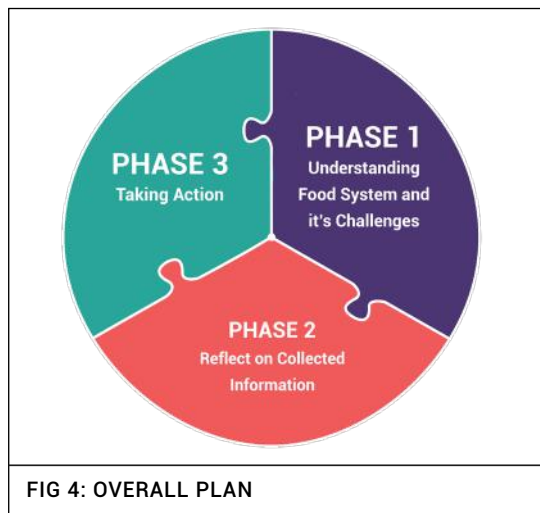 PHASE 1
Understanding
Food System and
it's Challenges
PHASE 2
Reflect on Collected
Information
PHASE 3
Taking Action
FIG 4: OVERALL PLAN